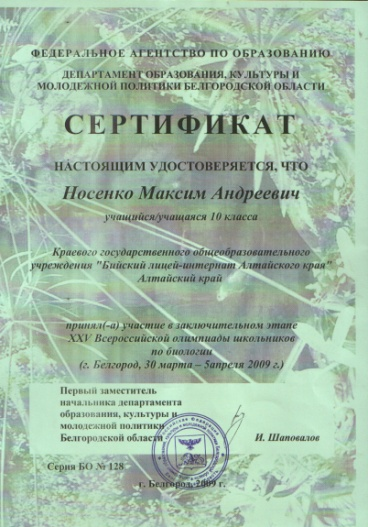 ФЕДЕРАЛЬНОЕ АГЕНТСТВО ПО ОБРАЗОВАНИЮ
ДЕПАРТАМЕНТ ОБРАЗОВАНИЯ, КУЛЬТУРЫ И
МОЛОДЕЖНОЙ ПОЛИТИКИ БЕЛГОРОДСКОЙ ОБЛАСТИ
СЕРТИФИКАТ
НАСТОЯЩИМ УДОСТОВЕРЯЕТСЯ, ЧТО
Носенко Максим Андреевич
учащийся/учащаяся 10 класса
Краевого государственного общеобразовательного
учреждения "Бийский лицей-интернат Алтайского края"
Алтайский край
принял(-а) участие в заключительном этапе
XXV Всероссийской олимпиады школьников
по биологии
(г. Белгород, 30 марта – 5апреля 2009 г.)
Первый заместитель
начальника департамента
образования, культуры и
молодежной политики
Белгородской области
И. Шаповалов
Серия БО № 128
г. Белгород, 2009 г.